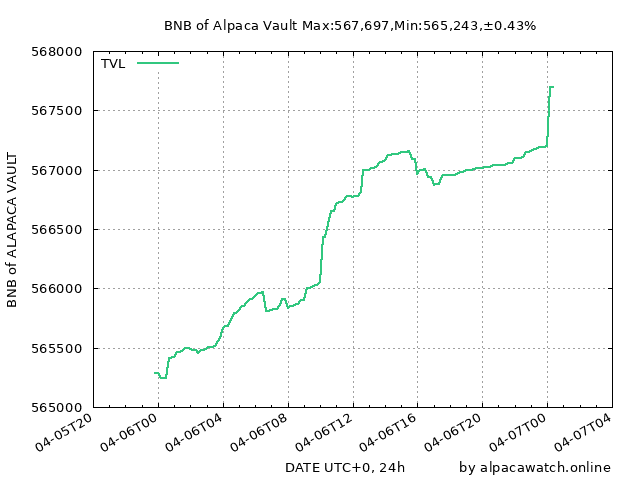 BNB of Alpaca Vault Max:567,697,Min:565,243,±0.43%
568000
TVL
567500
567000
566500
566000
565500
565000
BNB of ALAPACA VAULT
04-05T20
04-06T00
04-06T04
04-06T08
04-06T12
04-06T16
04-06T20
04-07T00
04-07T04
DATE UTC+0, 24h
by alpacawatch.online